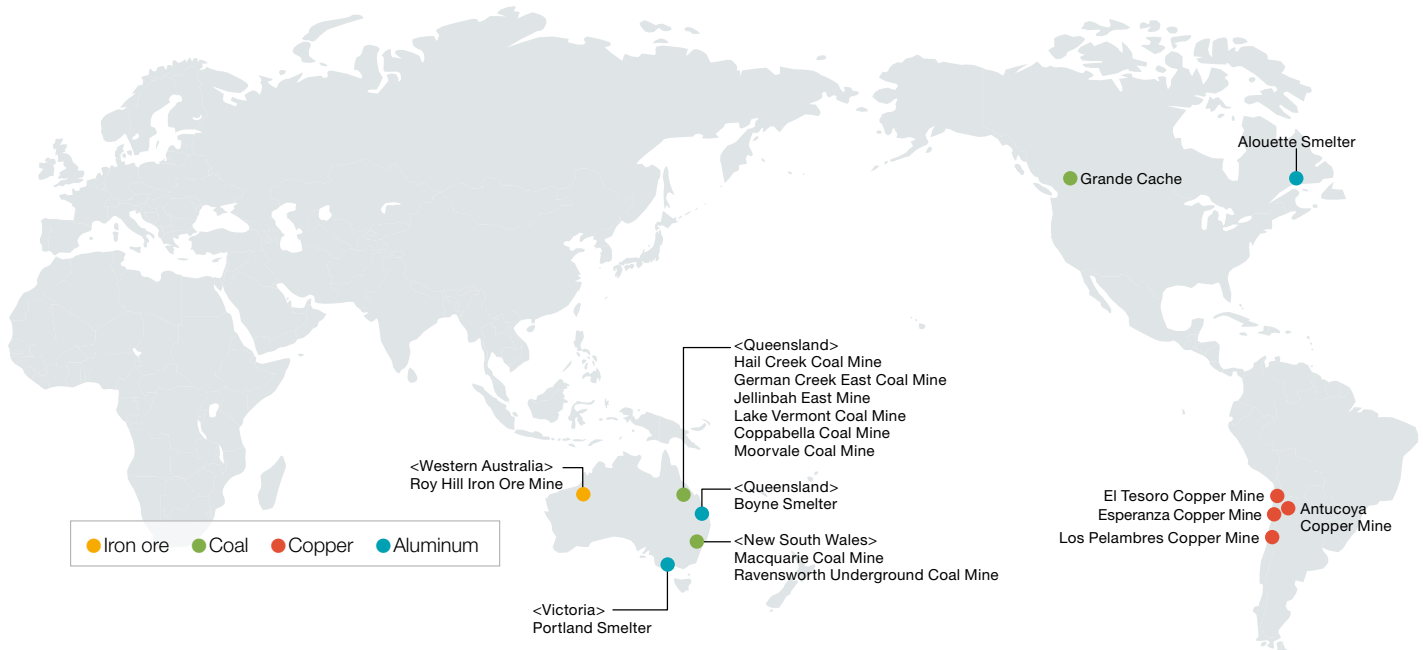 Alouette Smelter
Grande Cache
<Queensland>
Hail Creek Coal Mine
German Creek East Coal Mine
Jellinbah East Mine
Lake Vermont Coal Mine
Coppabella Coal Mine
Moorvale Coal Mine
<Western Australia>
Roy Hill Iron Ore Mine
<Queensland>
Boyne Smelter
El Tesoro Copper Mine
Esperanza Copper Mine
Antucoya
Copper Mine
Los Pelambres Copper Mine
Iron ore Coal Copper Aluminum
<New South Wales>
Macquarie Coal Mine
Ravensworth Underground Coal Mine
<Victoria>
Portland Smelter